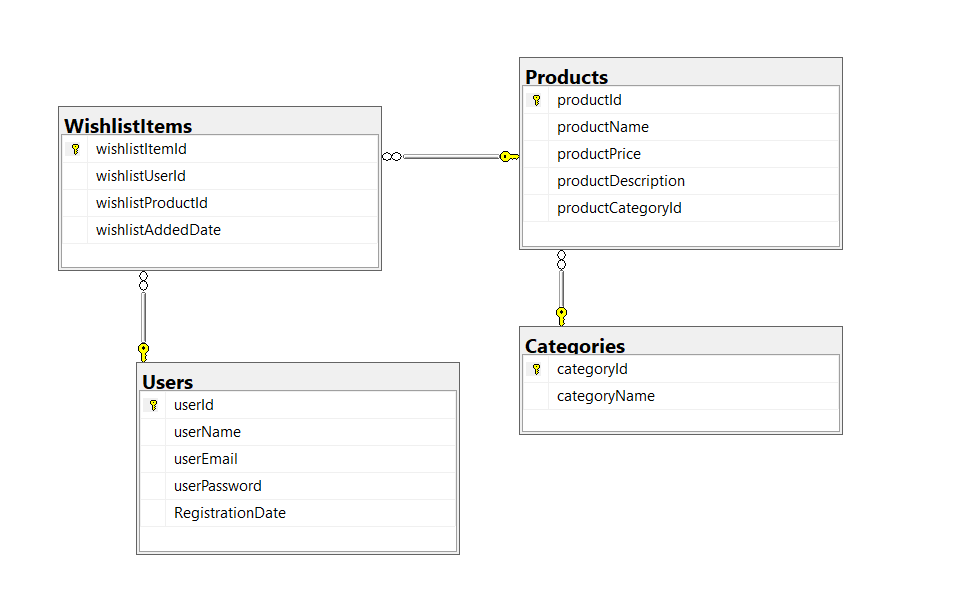 Products
productId
productName
productPrice
productDescription
productCategoryId
WishlistItems
wishlistItemId
wishlistUserId
wishlistProductId
wishlistAddedDate
Categories
categoryId
categoryName
Users
userId
userName
userEmail
userPassword
RegistrationDate